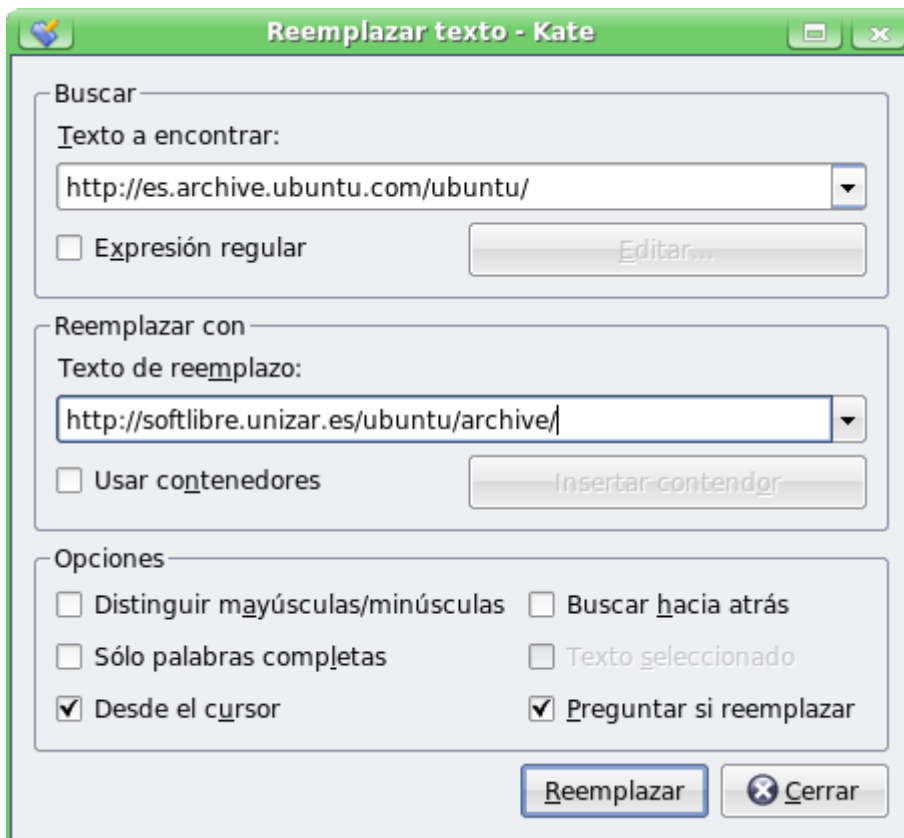 Reemplazar texto - Kate
Buscar
Texto a encontrar:
http://es.archive.ubuntu.com/ubuntu/
Expresión regular
Editar...
Reemplazar con
Texto de reemplazo:
http://softlibre.unizar.es/ubuntu/archive/
Usar contenedores
Insertar contendor
Opciones
Distinguir mayúsculas/minúsculas
Buscar hacia atrás
Sólo palabras completas
Texto seleccionado
Desde el cursor
Preguntar si reemplazar
Reemplazar
Cerrar